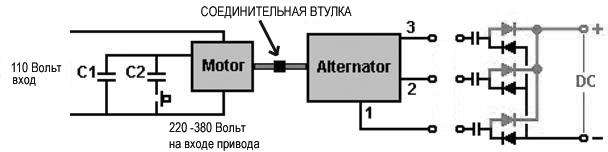 СОЕДИНИТЕЛЬНАЯ ВТУЛКА
110 Вольт
вход
C1
C2
Motor
Alternator
3
2
1
+
DC
-
220 -380 Вольт
на входе привода